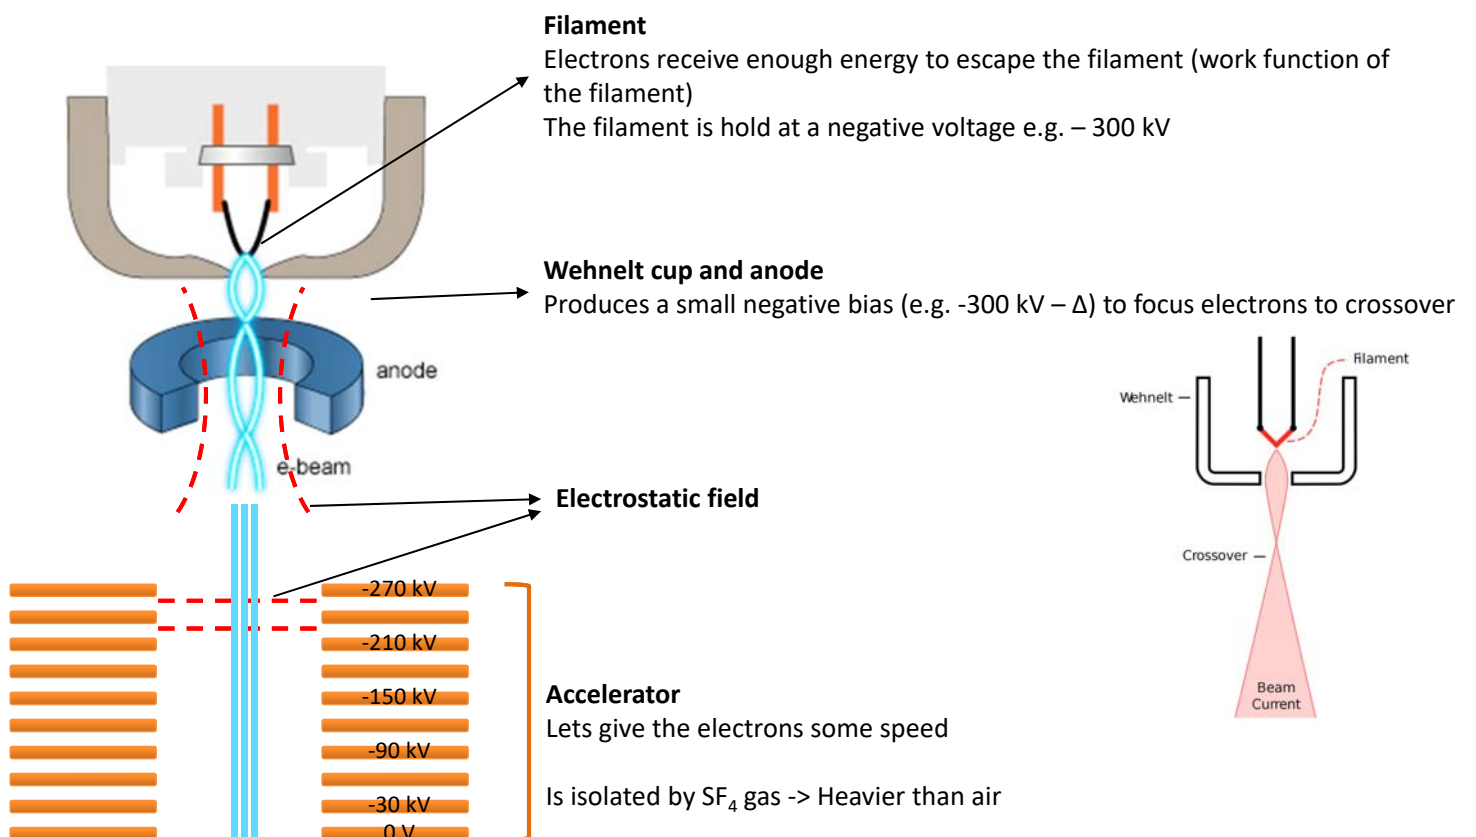 Filament
Electrons receive enough energy to escape the filament (work function of
the filament)
The filament is hold at a negative voltage e.g. – 300 kV
Wehnelt cup and anode
Produces a small negative bias (e.g. -300 kV – Δ) to focus electrons to crossover
anode
e-beam
Filament
Wehnelt
Crossover
Beam
Current
Electrostatic field
-270 kV
-210 kV
-150 kV
-90 kV
-30 kV
0 V
Accelerator
Lets give the electrons some speed
Is isolated by SF₄ gas -> Heavier than air